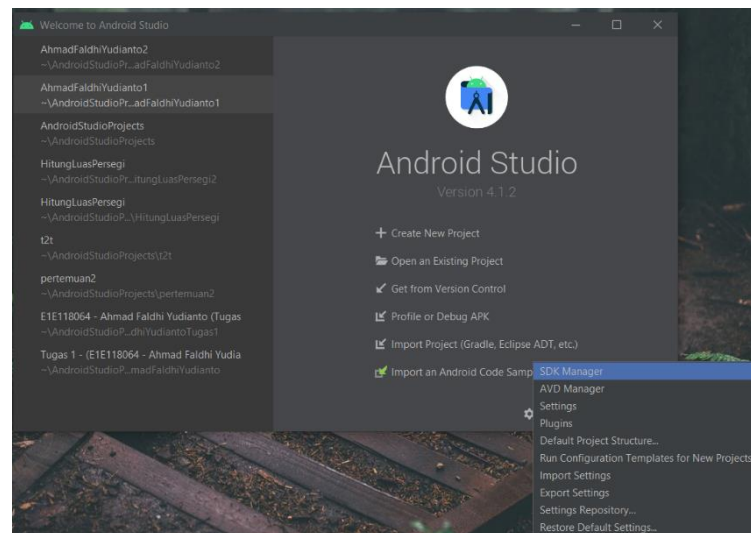 Welcome to Android Studio
AhmadFaldhiYudianto2
~\AndroidStudioPr...adFaldhiYudianto2
AhmadFaldhiYudianto1
~\AndroidStudioPr...adFaldhiYudianto1
AndroidStudioProjects
~\AndroidStudioProjects
HitungLuasPersegi
~\AndroidStudioPr...itungLuasPersegi2
HitungLuasPersegi
~\AndroidStudioP...\HitungLuasPersegi
t2t
~\AndroidStudioProjects\t2t
pertemuan2
~\AndroidStudioProjects\pertemuan2
E1E118064 - Ahmad Faldhi Yudianto (Tugas
~\AndroidStudioP...dhiYudiantoTugas1
Tugas 1 - (E1E118064 - Ahmad Faldhi Yudia
~\AndroidStudioP...madFaldhiYudianto
Android Studio
Version 4.1.2
Create New Project
Open an Existing Project
Get from Version Control
Profile or Debug APK
Import Project (Gradle, Eclipse ADT, etc.)
Import an Android Code Samp
SDK Manager
AVD Manager
Settings
Plugins
Default Project Structure...
Run Configuration Templates for New Projects
Import Settings
Export Settings
Settings Repository...
Restore Default Settings...